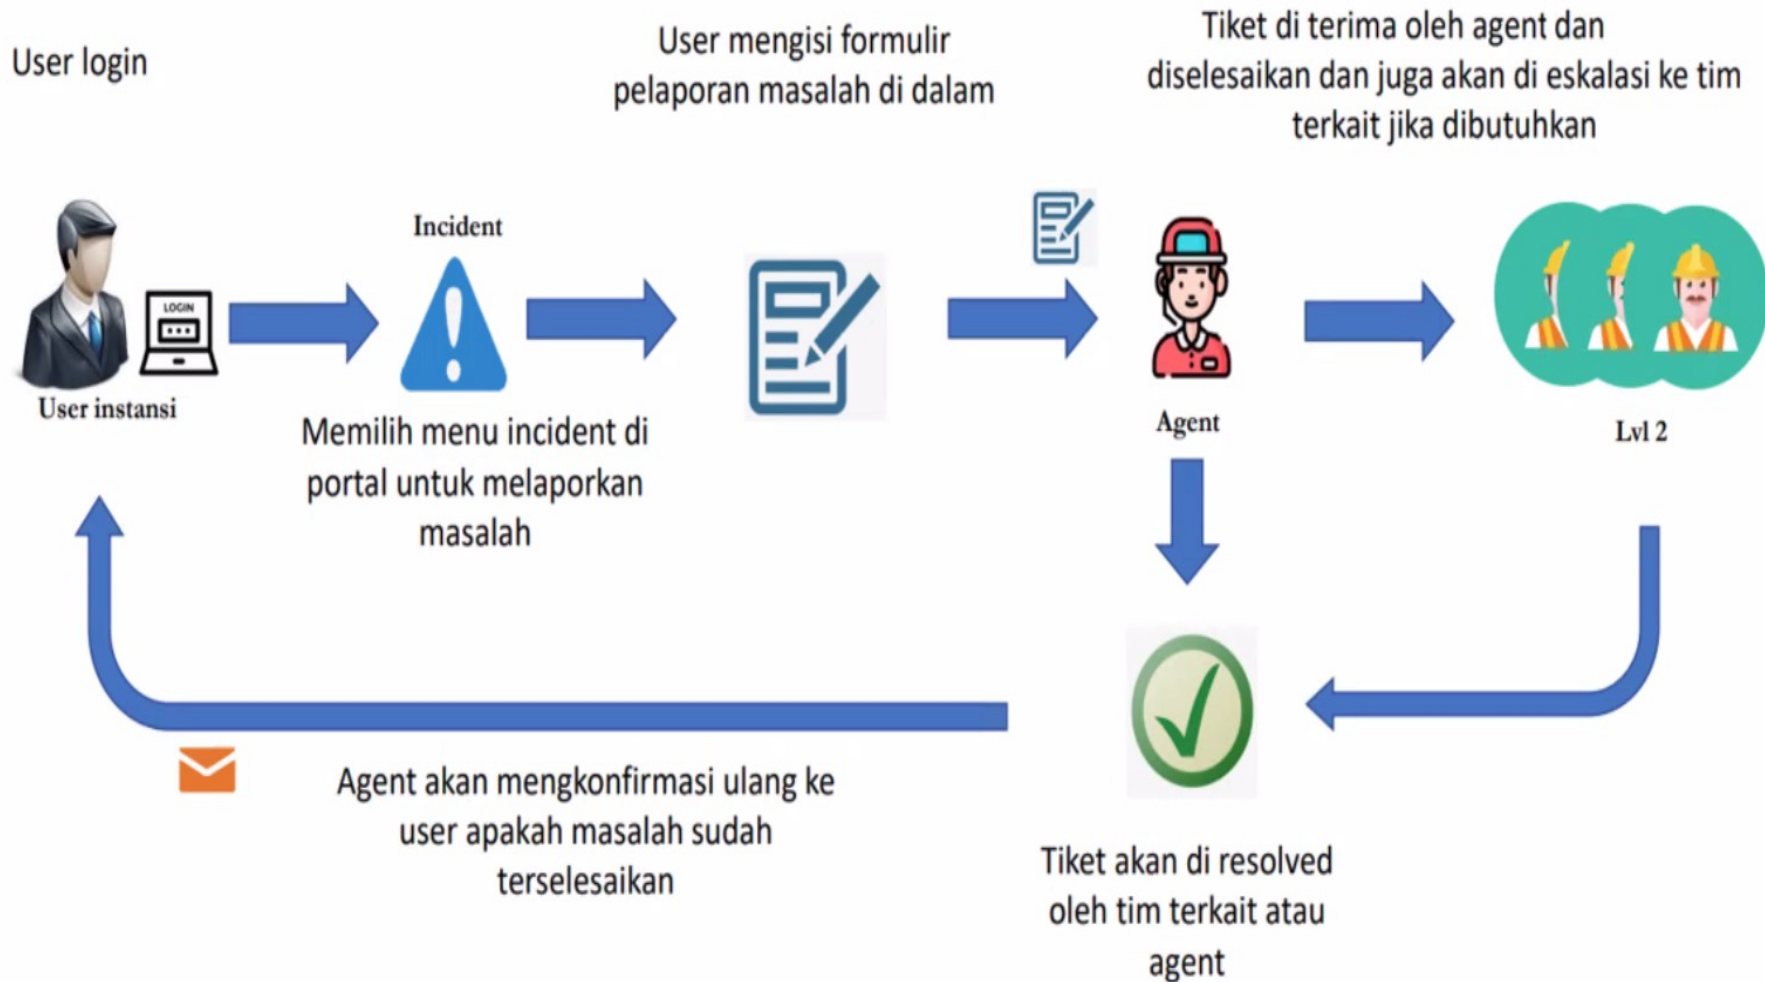 User login
User mengisi formulir
pelaporan masalah di dalam
Tiket di terima oleh agent dan
diselesaikan dan juga akan di eskalasi ke tim
terkait jika dibutuhkan
LOGIN
User instansi
Incident
Memilih menu incident di
portal untuk melaporkan
masalah
Agent
Lvl 2
Agent akan mengkonfirmasi ulang ke
user apakah masalah sudah
terselesaikan
Tiket akan di resolved
oleh tim terkait atau
agent